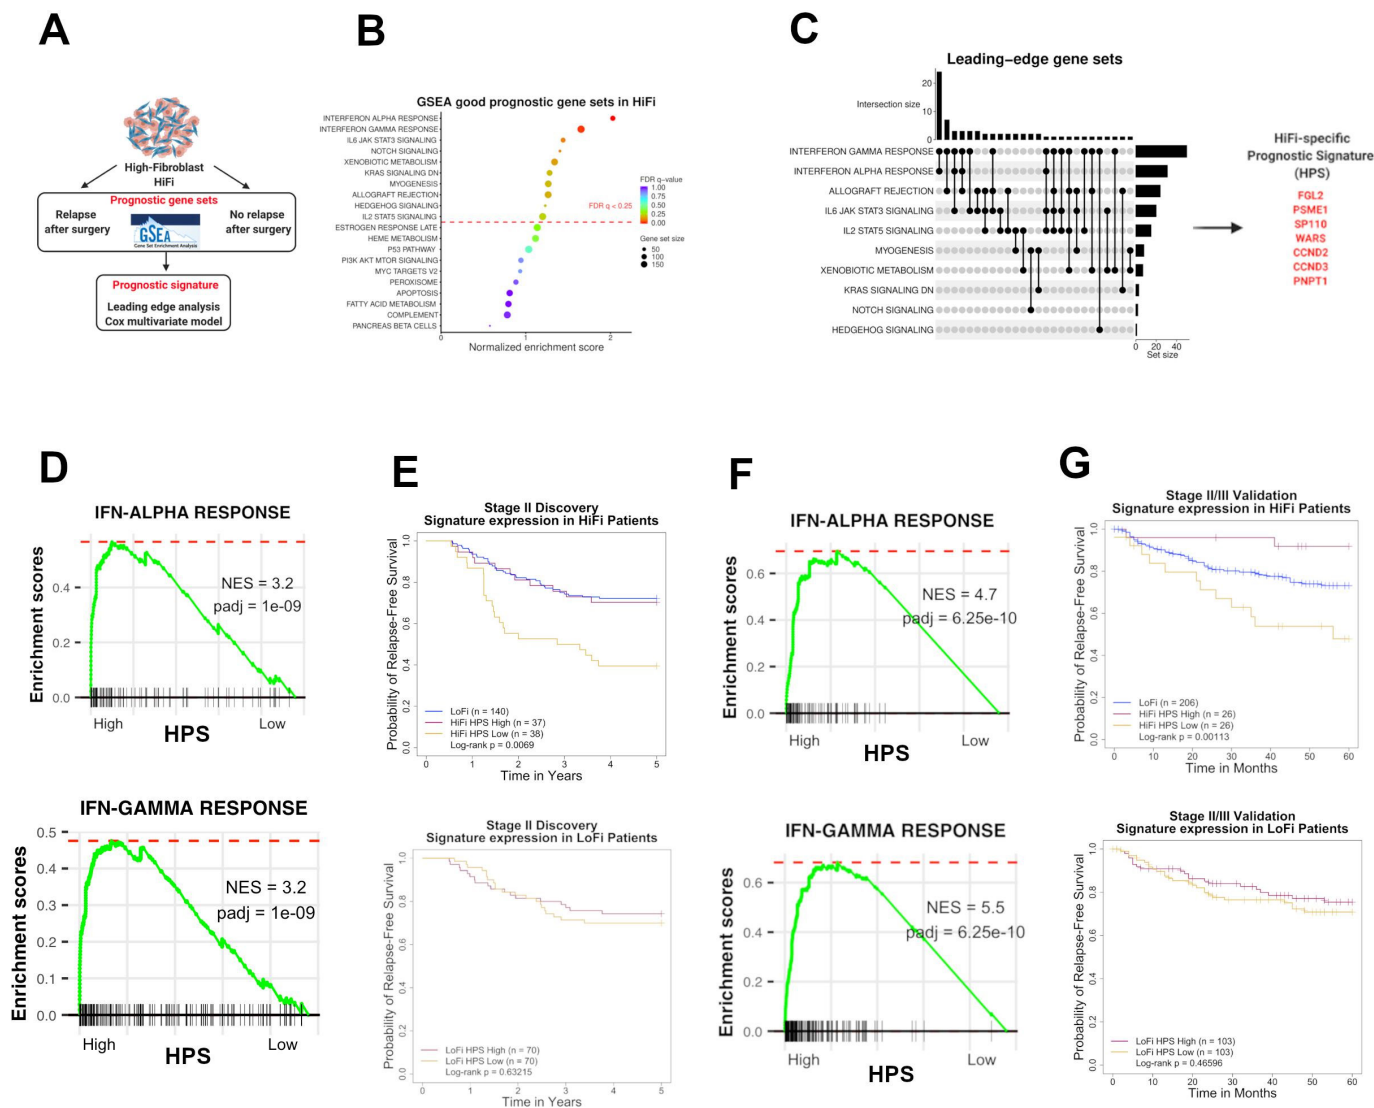 A
High-Fibroblast
HiFi
Prognostic gene sets
Relapse
after surgery
GSEA
Gene Set Enrichment Analysis
No relapse
after surgery
Prognostic signature
Leading edge analysis
Cox multivariate model
B
GSEA good prognostic gene sets in HiFi
INTERFERON ALPHA RESPONSE
INTERFERON GAMMA RESPONSE
IL6 JAK STAT3 SIGNALING
NOTCH SIGNALING
XENOBIOTIC METABOLISM
KRAS SIGNALING DN
MYOGENESIS
ALLOGRAFT REJECTION
HEDGEHOG SIGNALING
IL2 STAT5 SIGNALING
ESTROGEN RESPONSE LATE
HEME METABOLISM
P53 PATHWAY
PI3K AKT MTOR SIGNALING
MYC TARGETS V2
PEROXISOME
APOPTOSIS
FATTY ACID METABOLISM
COMPLEMENT
PANCREAS BETA CELLS
0 1 2
Normalized enrichment score
FDR q < 0.25
FDR q-value
1.00
0.75
0.50
0.25
0.00
Gene set size
50
100
150
C
Leading-edge gene sets
Intersection size
20
10
0
INTERFERON GAMMA RESPONSE
INTERFERON ALPHA RESPONSE
ALLOGRAFT REJECTION
IL6 JAK STAT3 SIGNALING
IL2 STAT5 SIGNALING
MYOGENESIS
XENOBIOTIC METABOLISM
KRAS SIGNALING DN
NOTCH SIGNALING
HEDGEHOG SIGNALING
0 20 40
Set size
HiFi-specific
Prognostic Signature
(HPS)
FGL2
PSME1
SP110
WARS
CCND2
CCND3
PNPT1
D
IFN-ALPHA RESPONSE
Enrichment scores
0.4
0.2
0.0
NES = 3.2
padj = 1e-09
High Low
HPS
IFN-GAMMA RESPONSE
Enrichment scores
0.5
0.4
0.3
0.2
0.1
0.0
NES = 3.2
padj = 1e-09
High Low
HPS
E
Stage II Discovery
Signature expression in HiFi Patients
Probability of Relapse-Free Survival
1.0
0.8
0.6
0.4
0.2
0.0
LoFi (n = 140)
HiFi HPS High (n = 37)
HiFi HPS Low (n = 38)
Log-rank p = 0.0069
0 1 2 3 4 5
Time in Years
Stage II Discovery
Signature expression in LoFi Patients
Probability of Relapse-Free Survival
1.0
0.8
0.6
0.4
0.2
0.0
LoFi HPS High (n = 70)
LoFi HPS Low (n = 70)
Log-rank p = 0.63215
0 1 2 3 4 5
Time in Years
F
IFN-ALPHA RESPONSE
Enrichment scores
0.6
0.4
0.2
0.0
NES = 4.7
padj = 6.25e-10
High Low
HPS
IFN-GAMMA RESPONSE
Enrichment scores
0.6
0.4
0.2
0.0
NES = 5.5
padj = 6.25e-10
High Low
HPS
G
Stage II/III Validation
Signature expression in HiFi Patients
Probability of Relapse-Free Survival
1.0
0.8
0.6
0.4
0.2
0.0
LoFi (n = 206)
HiFi HPS High (n = 26)
HiFi HPS Low (n = 26)
Log-rank p = 0.00113
0 10 20 30 40 50 60
Time in Months
Stage II/III Validation
Signature expression in LoFi Patients
Probability of Relapse-Free Survival
1.0
0.8
0.6
0.4
0.2
0.0
LoFi HPS High (n = 103)
LoFi HPS Low (n = 103)
Log-rank p = 0.46596
0 10 20 30 40 50 60
Time in Months